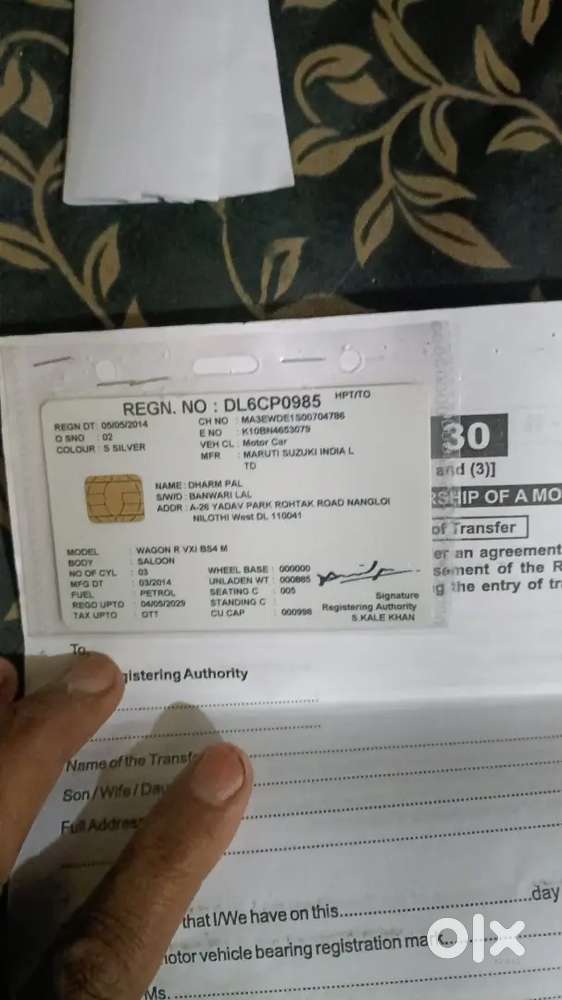 REGN. NO : DL6CP0985 HPT/TO
REGN DT : 05/05/2014
O SNO : 02
COLOUR : S SILVER
CH NO : MA3EWDE1S00704786
E NO : K10BN4653079
VEH CL : Motor Car
MFR : MARUTI SUZUKI INDIA L
TD
NAME : DHARM PAL
S/W/D : BANWARI LAL
ADDR : A-26 YADAV PARK ROHTAK ROAD NANGLOI
NILOTHI West DL 110041
MODEL : WAGON R VXI BS4 M
BODY : SALOON
NO OF CYL : 03
MFG DT : 03/2014
FUEL : PETROL
REGD UPTO : 04/05/2029
TAX UPTO : OTT
WHEEL BASE : 000000
UNLADEN WT : 000885
SEATING C : 005
STANDING C :
CU CAP : 000998
Signature
Registering Authority
S.KALE KHAN
30
and (3)]
RSHIP OF A MO
of Transfer
er an agreement
sement of the R
g the entry of tr
To,
gistering Authority
Name of the Transf
Son / Wife / Dau
Full Address
that I/We have on this.....................day
otor vehicle bearing registration mark
Ms.
olx